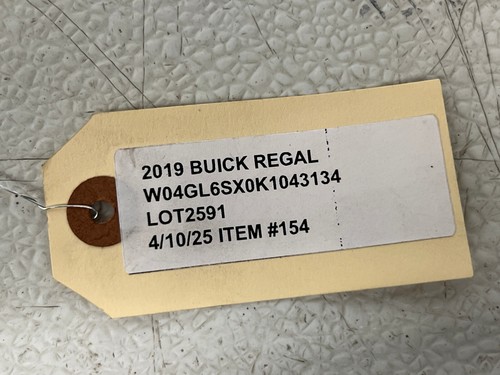 2019 BUICK REGAL
W04GL6SX0K1043134
LOT2591
4/10/25 ITEM #154